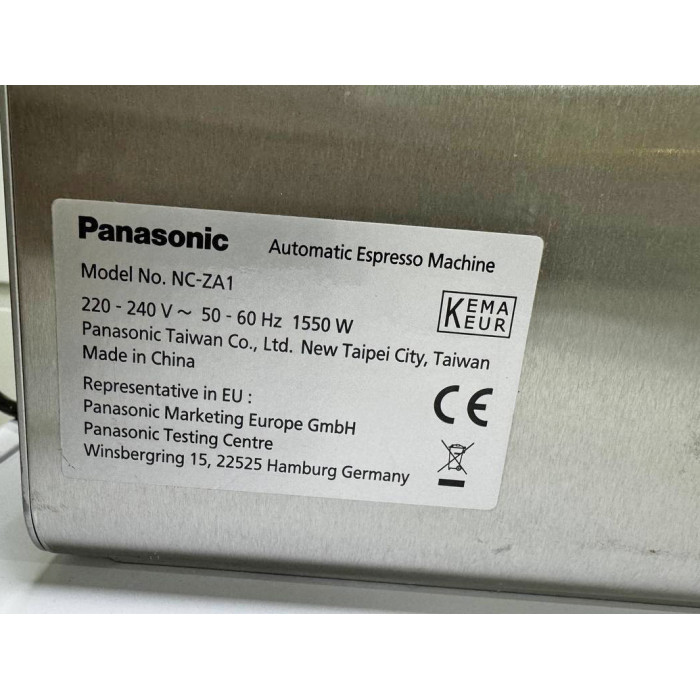 Panasonic Automatic Espresso Machine
Model No. NC-ZA1
220 - 240 V ~ 50 - 60 Hz 1550 W
KEMA
KEUR
Panasonic Taiwan Co., Ltd. New Taipei City, Taiwan
Made in China
Representative in EU :
Panasonic Marketing Europe GmbH
Panasonic Testing Centre
Winsbergring 15, 22525 Hamburg Germany
CE